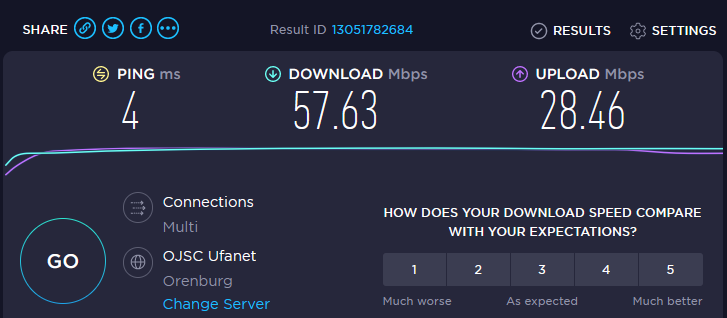 SHARE
Result ID 13051782684
RESULTS
SETTINGS
PING ms
DOWNLOAD Mbps
UPLOAD Mbps
4
57.63
28.46
Connections
Multi
OJSC Ufanet
Orenburg
Change Server
GO
HOW DOES YOUR DOWNLOAD SPEED COMPARE
WITH YOUR EXPECTATIONS?
1 2 3 4 5
Much worse As expected Much better